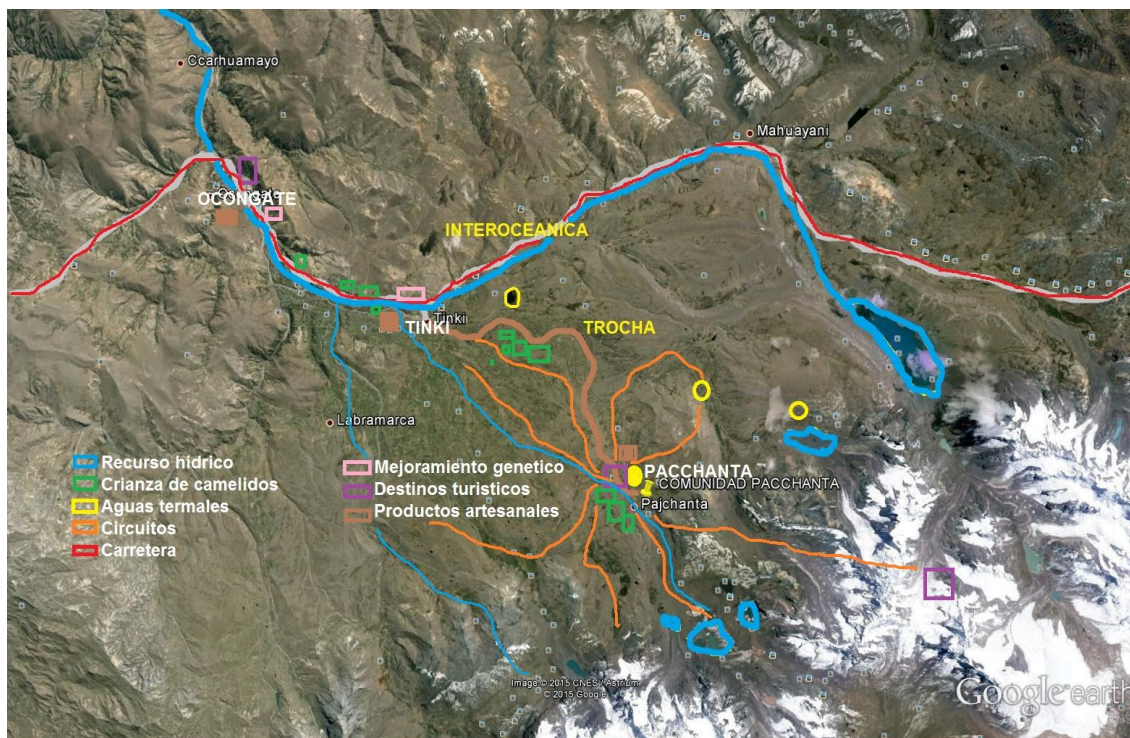 Ccarhuamayo
Mahuayani
OCONGATE
INTEROCEANICA
Tinki
TINKI
TROCHA
Labramarca
Recurso hidrico
Crianza de camelidos
Aguas termales
Circuitos
Carretera
Mejoramiento genetico
Destinos turisticos
Productos artesanales
PACCHANTA
COMUNIDAD PACCHANTA
Pajchanta
Image © 2015 CNES / Astrium
© 2015 Google
Google earth